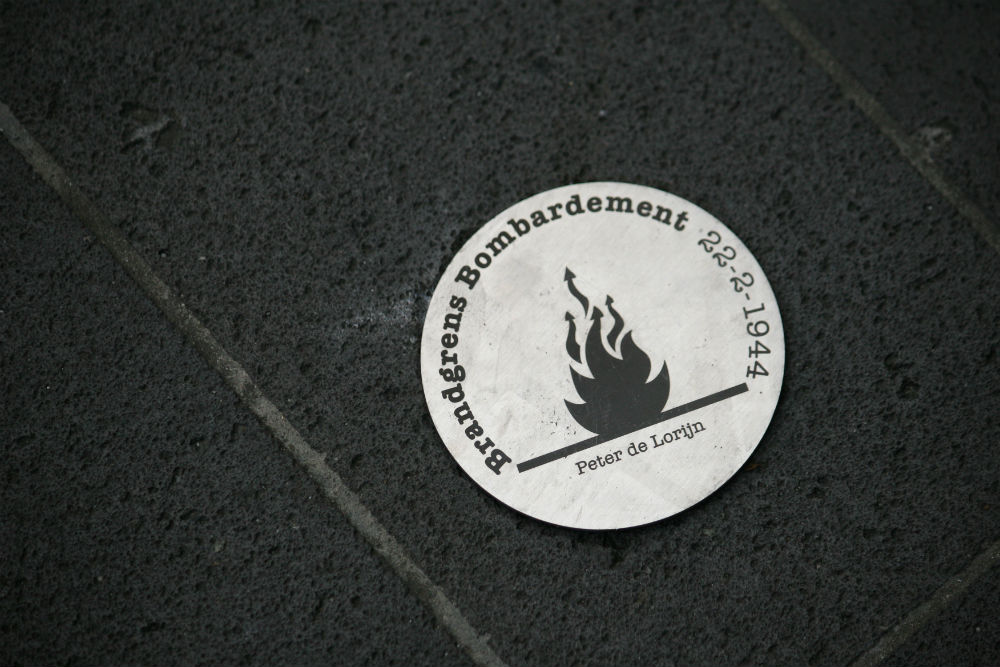 Brandgrens Bombardement 22-2-1944
Peter de Lorijn